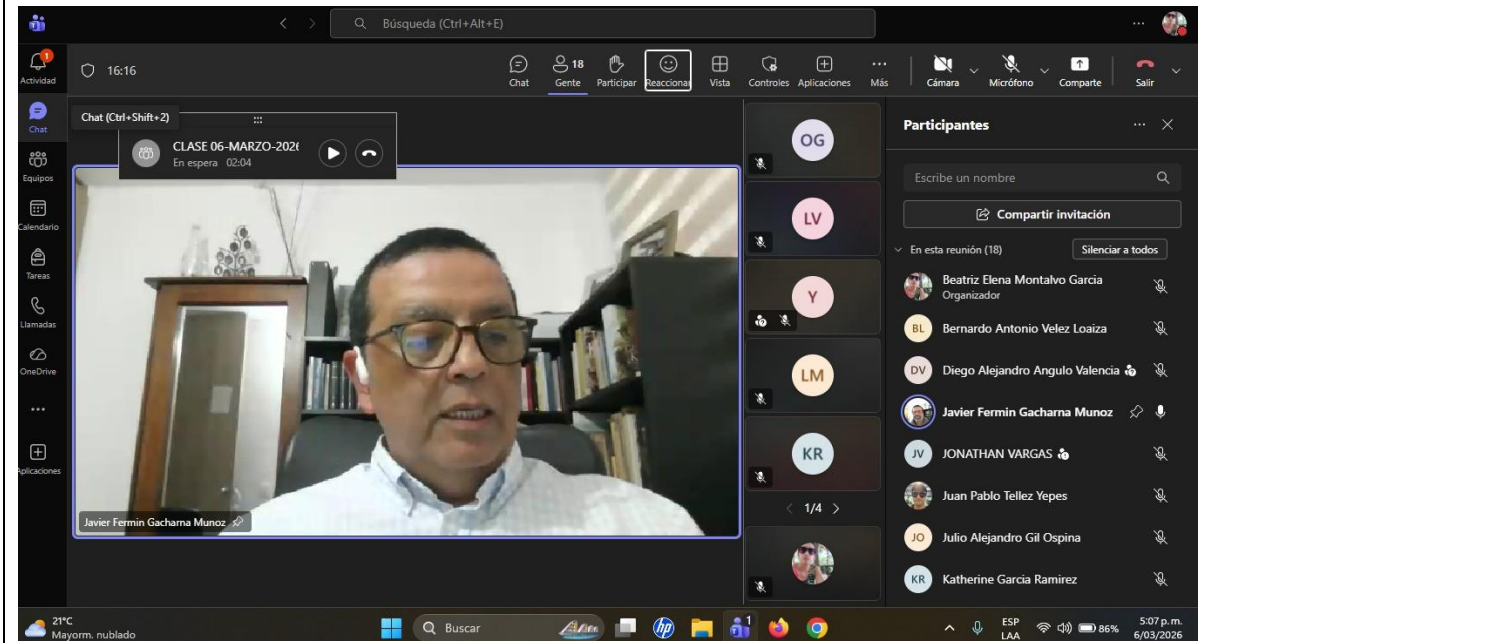 Búsqueda (Ctrl+Alt+E)
1
Actividad
16:16
Chat
18
Gente
Participar
Reaccionar
Vista
Controles
Aplicaciones
Más
Cámara
Micrófono
Comparte
Salir
Chat
Chat (Ctrl+Shift+2)
CLASE 06-MARZO-2026
En espera 02:04
Equipos
Calendario
Tareas
Llamadas
OneDrive
Aplicaciones
Javier Fermin Gacharna Munoz
OG
LV
Y
LM
KR
1/4
Participantes
Escribe un nombre
Compartir invitación
En esta reunión (18)
Silenciar a todos
Beatriz Elena Montalvo Garcia
Organizador
BL Bernardo Antonio Velez Loaiza
DV Diego Alejandro Angulo Valencia
Javier Fermin Gacharna Munoz
JV JONATHAN VARGAS
Juan Pablo Tellez Yepes
JO Julio Alejandro Gil Ospina
KR Katherine Garcia Ramirez
21°C
Mayorm. nublado
Buscar
hp
1
ESP
LAA
86%
5:07 p.m.
6/03/2026